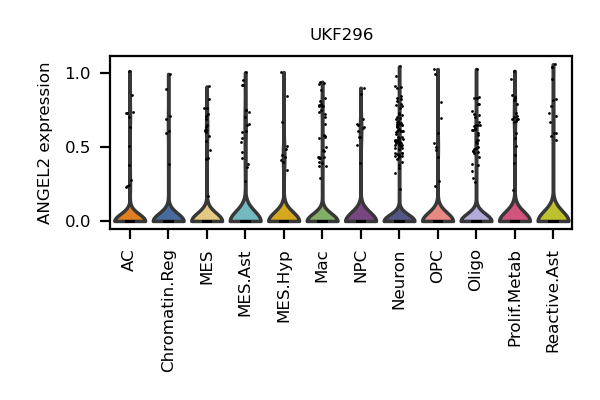 UKF296
ANGEL2 expression
1.0
0.5
0.0
AC
Chromatin.Reg
MES
MES.Ast
MES.Hyp
Mac
NPC
Neuron
OPC
Oligo
Prolif.Metab
Reactive.Ast